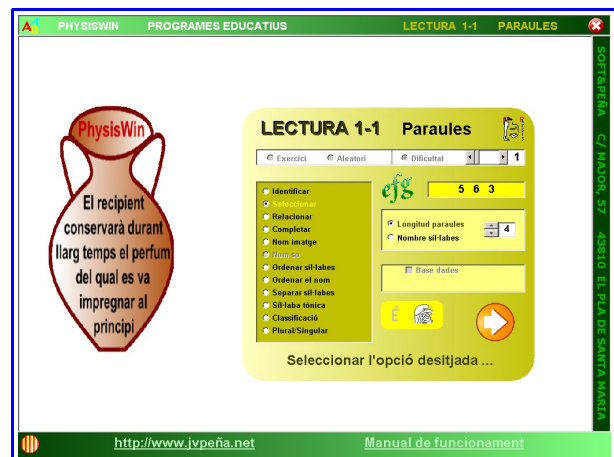 PHYSISWIN PROGRAMES EDUCATIUS LECTURA 1-1 PARAULES
PhysisWin
El recipient
conservarà durant
llarg temps el perfum
del qual es va
impregnar al
principi
LECTURA 1-1 Paraules
Exercici Aleatori Dificultat 1
Identificar
Seleccionar
Relacionar
Completar
Nom imatge
Nom so
Ordenar síl·labes
Ordenar el nom
Separar síl·labes
Síl·laba tònica
Classificació
Plural/Singular
efg 5 6 3
Longitud paraules 4
Nombre síl·labes
Base dades
É
Seleccionar l'opció desitjada ...
SOFT&PEÑA C/ MAJOR, 57 43810 EL PLA DE SANTA MARIA
http://www.jvpeña.net Manual de funcionament